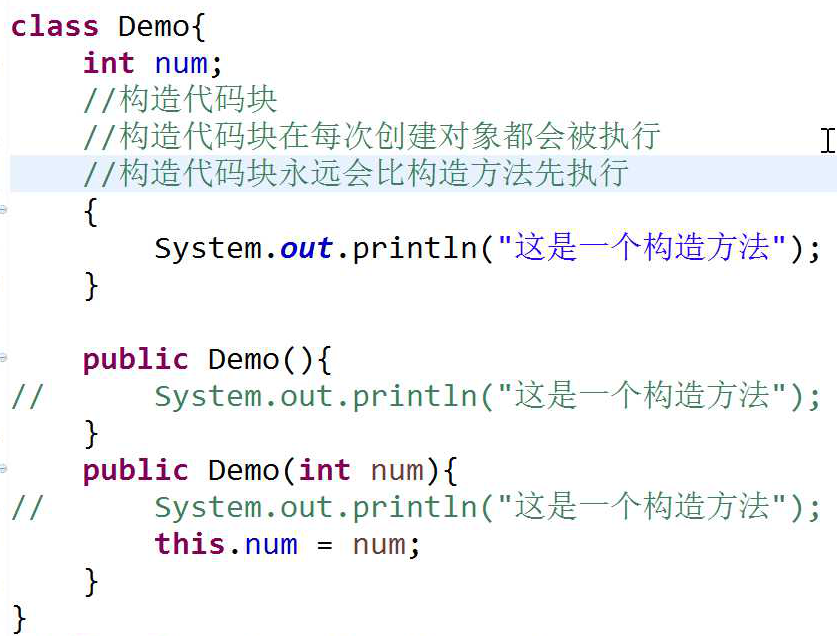 class Demo{
    int num;
    //构造代码块
    //构造代码块在每次创建对象都会被执行
    //构造代码块永远会比构造方法先执行
    {
        System.out.println("这是一个构造方法");
    }

    public Demo(){
//      System.out.println("这是一个构造方法");
    }
    public Demo(int num){
//      System.out.println("这是一个构造方法");
        this.num = num;
    }
}